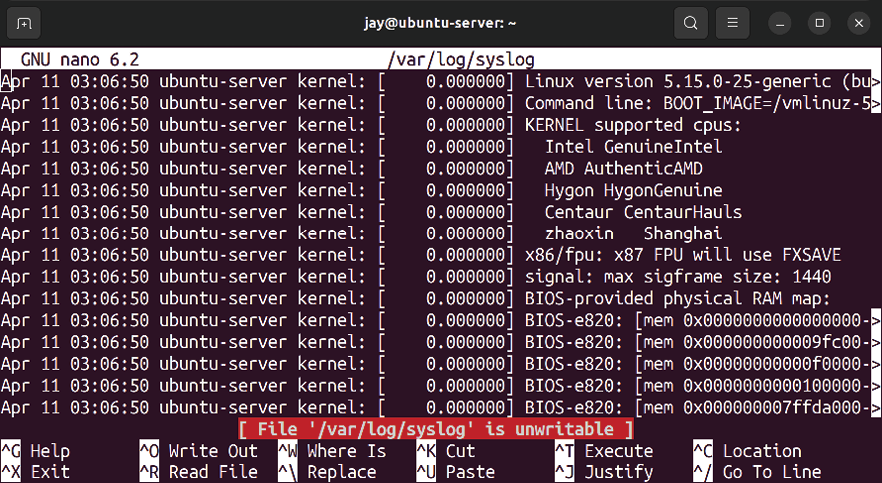 jay@ubuntu-server: ~
GNU nano 6.2 /var/log/syslog
Apr 11 03:06:50 ubuntu-server kernel: [    0.000000] Linux version 5.15.0-25-generic (bu>
Apr 11 03:06:50 ubuntu-server kernel: [    0.000000] Command line: BOOT_IMAGE=/vmlinuz-5>
Apr 11 03:06:50 ubuntu-server kernel: [    0.000000] KERNEL supported cpus:
Apr 11 03:06:50 ubuntu-server kernel: [    0.000000]   Intel GenuineIntel
Apr 11 03:06:50 ubuntu-server kernel: [    0.000000]   AMD AuthenticAMD
Apr 11 03:06:50 ubuntu-server kernel: [    0.000000]   Hygon HygonGenuine
Apr 11 03:06:50 ubuntu-server kernel: [    0.000000]   Centaur CentaurHauls
Apr 11 03:06:50 ubuntu-server kernel: [    0.000000]   zhaoxin   Shanghai
Apr 11 03:06:50 ubuntu-server kernel: [    0.000000] x86/fpu: x87 FPU will use FXSAVE
Apr 11 03:06:50 ubuntu-server kernel: [    0.000000] signal: max sigframe size: 1440
Apr 11 03:06:50 ubuntu-server kernel: [    0.000000] BIOS-provided physical RAM map:
Apr 11 03:06:50 ubuntu-server kernel: [    0.000000] BIOS-e820: [mem 0x0000000000000000->
Apr 11 03:06:50 ubuntu-server kernel: [    0.000000] BIOS-e820: [mem 0x000000000009fc00->
Apr 11 03:06:50 ubuntu-server kernel: [    0.000000] BIOS-e820: [mem 0x00000000000f0000->
Apr 11 03:06:50 ubuntu-server kernel: [    0.000000] BIOS-e820: [mem 0x0000000000100000->
Apr 11 03:06:50 ubuntu-server kernel: [    0.000000] BIOS-e820: [mem 0x000000007ffda000->
[ File '/var/log/syslog' is unwritable ]
^G Help ^O Write Out ^W Where Is ^K Cut ^T Execute ^C Location
^X Exit ^R Read File ^\ Replace ^U Paste ^J Justify ^/ Go To Line